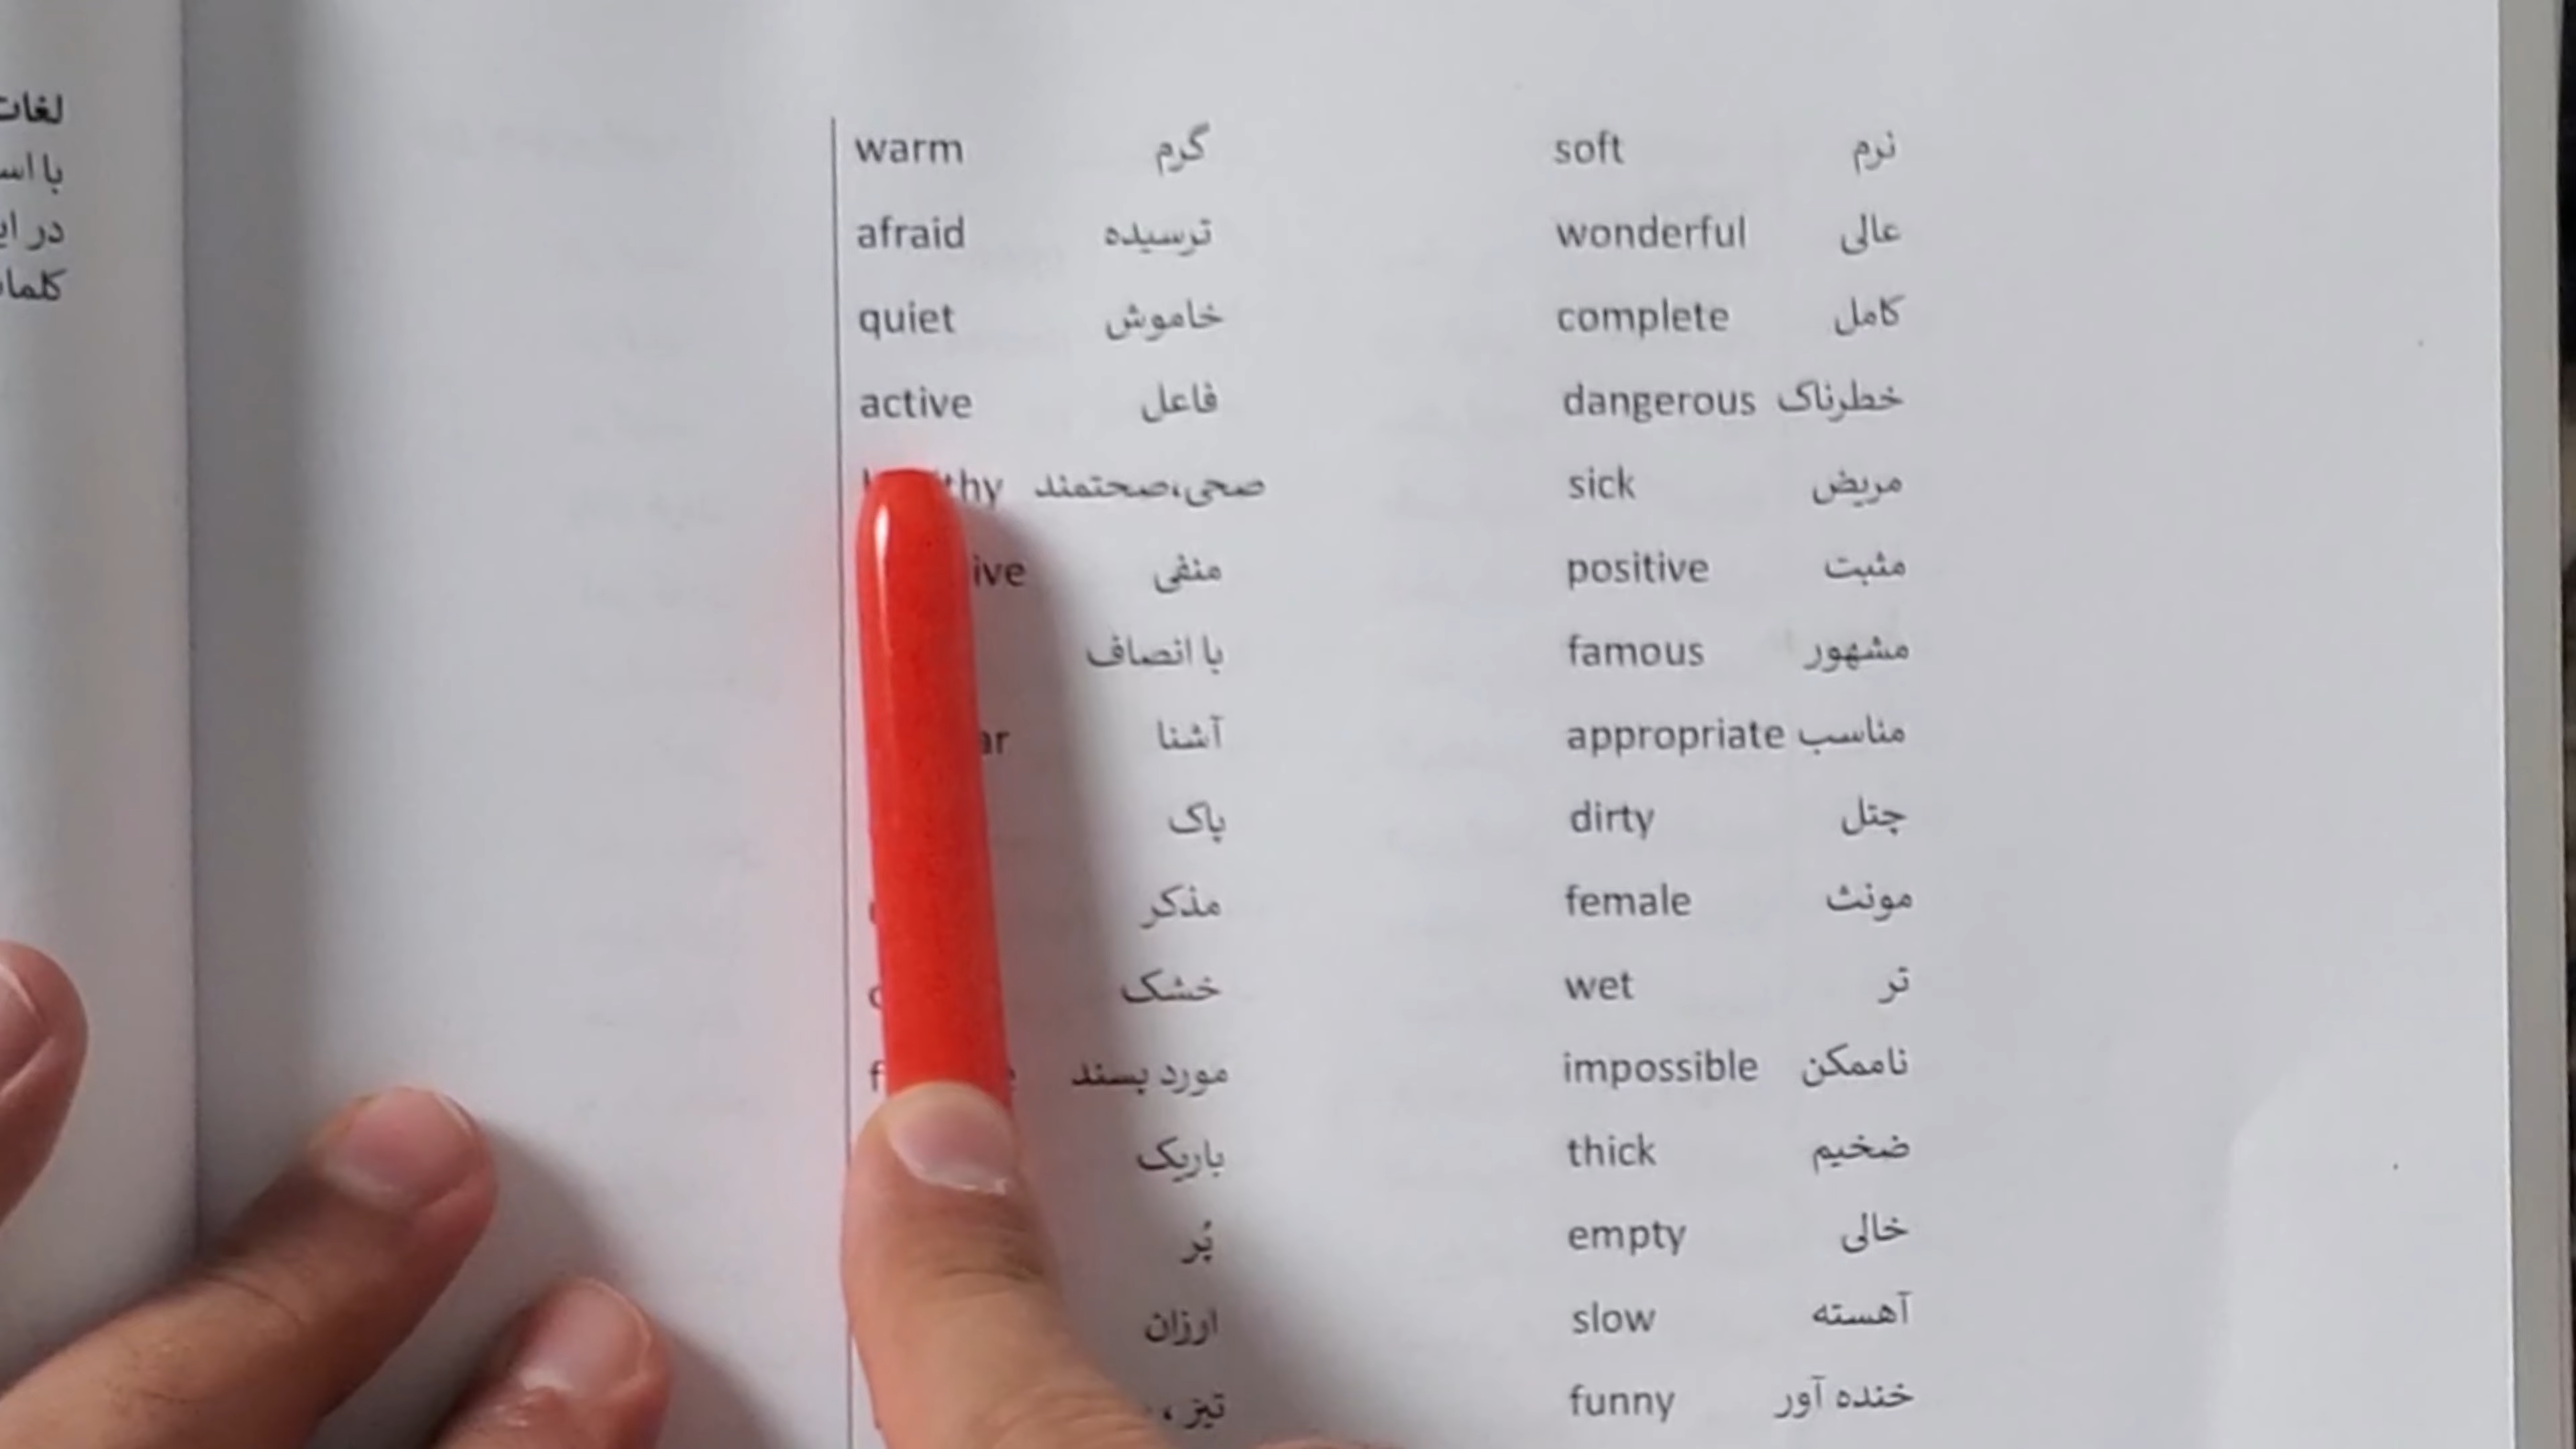 لغات
با اس
در ای
کلما
warm گرم soft نرم
afraid ترسیده wonderful عالی
quiet خاموش complete کامل
active فاعل dangerous خطرناک
thy صحی،صحتمند sick مریض
ive منفی positive مثبت
با انصاف famous مشهور
ar آشنا appropriate مناسب
پاک dirty چتل
مذکر female مونث
خشک wet تر
مورد پسند impossible ناممکن
باریک thick ضخیم
پُر empty خالی
ارزان slow آهسته
تیز ، funny خنده آور